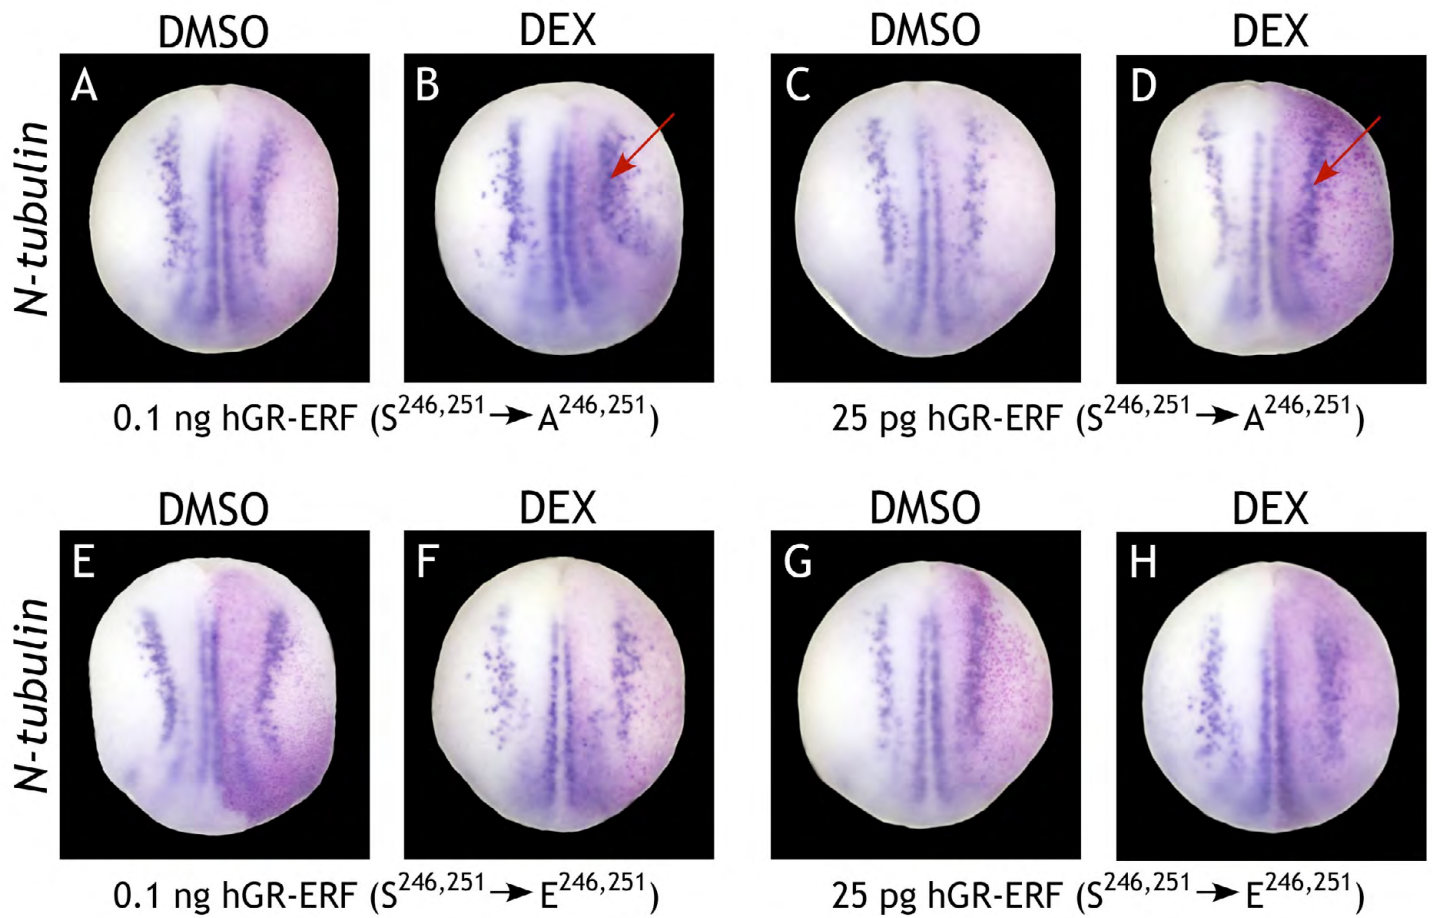 DMSO DEX DMSO DEX
A B C D
N-tubulin
0.1 ng hGR-ERF (S²⁴⁶,²⁵¹→A²⁴⁶,²⁵¹) 25 pg hGR-ERF (S²⁴⁶,²⁵¹→A²⁴⁶,²⁵¹)
DMSO DEX DMSO DEX
E F G H
N-tubulin
0.1 ng hGR-ERF (S²⁴⁶,²⁵¹→E²⁴⁶,²⁵¹) 25 pg hGR-ERF (S²⁴⁶,²⁵¹→E²⁴⁶,²⁵¹)